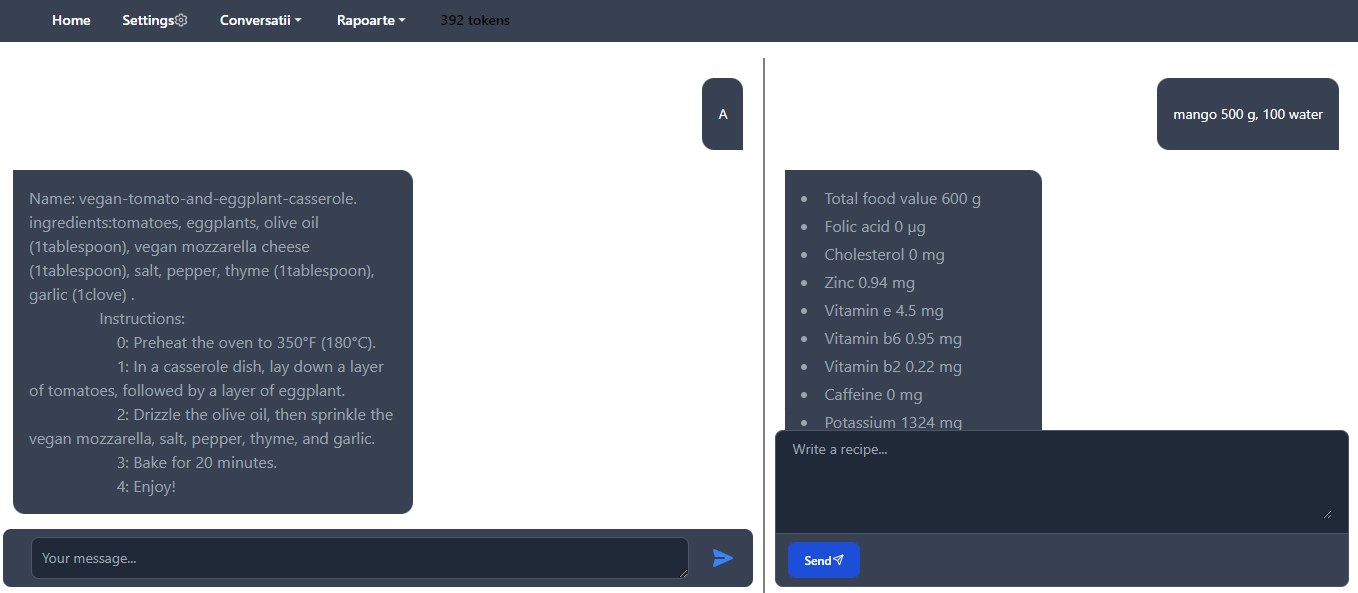 Home Settings Conversatii Rapoarte 392 tokens
A
Name: vegan-tomato-and-eggplant-casserole.
ingredients:tomatoes, eggplants, olive oil
(1tablespoon), vegan mozzarella cheese
(1tablespoon), salt, pepper, thyme (1tablespoon),
garlic (1clove) .
Instructions:
0: Preheat the oven to 350°F (180°C).
1: In a casserole dish, lay down a layer
of tomatoes, followed by a layer of eggplant.
2: Drizzle the olive oil, then sprinkle the
vegan mozzarella, salt, pepper, thyme, and garlic.
3: Bake for 20 minutes.
4: Enjoy!
Your message...
mango 500 g, 100 water
Total food value 600 g
Folic acid 0 µg
Cholesterol 0 mg
Zinc 0.94 mg
Vitamin e 4.5 mg
Vitamin b6 0.95 mg
Vitamin b2 0.22 mg
Caffeine 0 mg
Potassium 1324 mg
Write a recipe...
Send